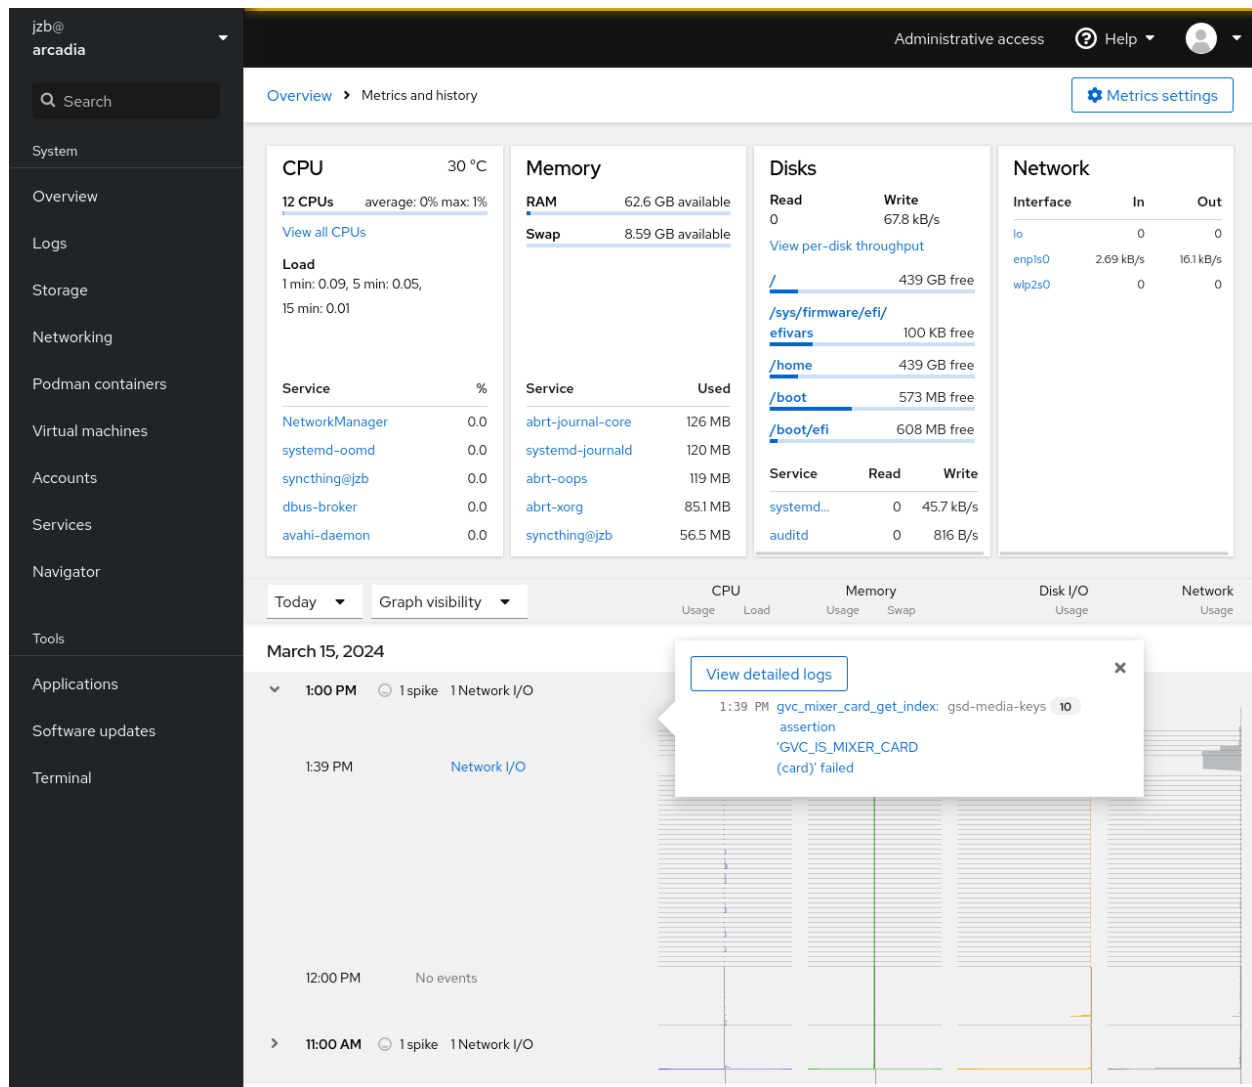 jzb@
arcadia
Administrative access
Help
Search
Overview
Metrics and history
Metrics settings
System
Overview
Logs
Storage
Networking
Podman containers
Virtual machines
Accounts
Services
Navigator
Tools
Applications
Software updates
Terminal
CPU 30 °C
12 CPUs average: 0% max: 1%
View all CPUs
Load
1 min: 0.09, 5 min: 0.05,
15 min: 0.01
Service %
NetworkManager 0.0
systemd-oomd 0.0
syncthing@jzb 0.0
dbus-broker 0.0
avahi-daemon 0.0
Memory
RAM 62.6 GB available
Swap 8.59 GB available
Service Used
abrt-journal-core 126 MB
systemd-journald 120 MB
abrt-oops 119 MB
abrt-xorg 85.1 MB
syncthing@jzb 56.5 MB
Disks
Read Write
0 67.8 kB/s
View per-disk throughput
/ 439 GB free
/sys/firmware/efi/
efivars 100 KB free
/home 439 GB free
/boot 573 MB free
/boot/efi 608 MB free
Service Read Write
systemd... 0 45.7 kB/s
auditd 0 816 B/s
Network
Interface In Out
lo 0 0
enp1s0 2.69 kB/s 16.1 kB/s
wlp2s0 0 0
Today
Graph visibility
CPU Memory Disk I/O Network
Usage Load Usage Swap Usage Usage
March 15, 2024
1:00 PM 1 spike 1 Network I/O
1:39 PM Network I/O
View detailed logs
1:39 PM gvc_mixer_card_get_index: gsd-media-keys 10
assertion
'GVC_IS_MIXER_CARD
(card)' failed
12:00 PM No events
11:00 AM 1 spike 1 Network I/O